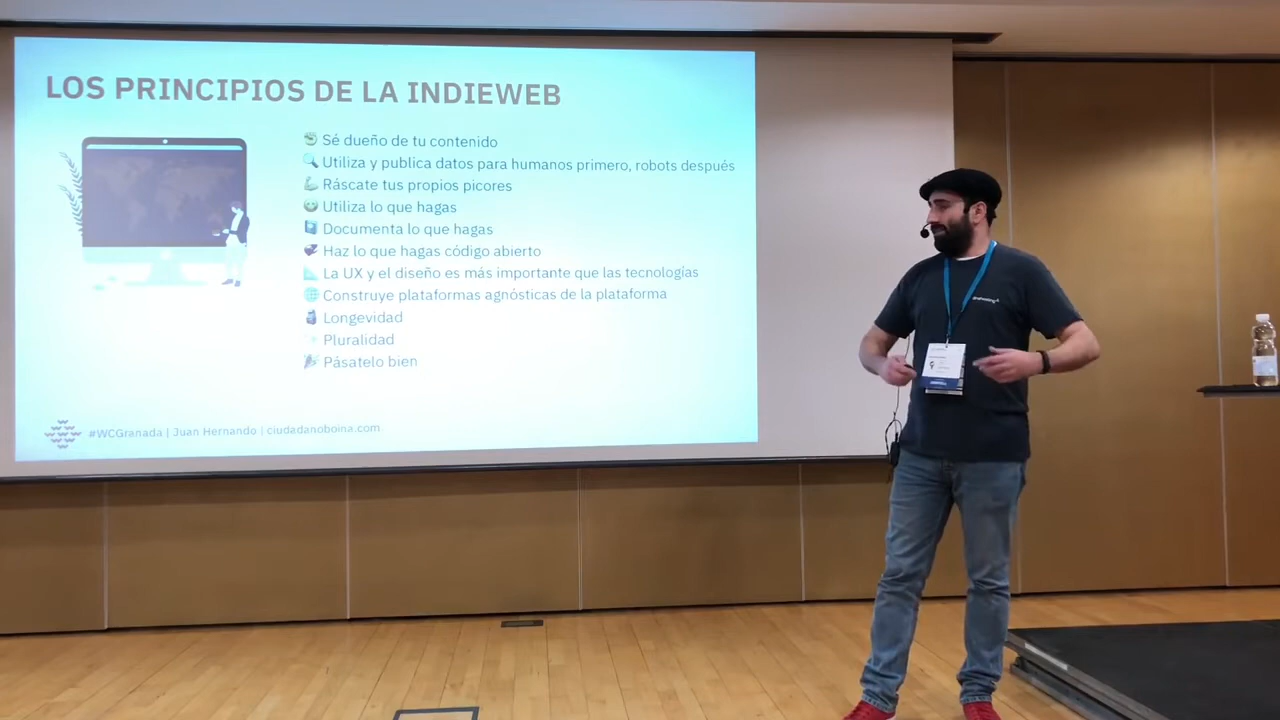 LOS PRINCIPIOS DE LA INDIEWEB
Sé dueño de tu contenido
Utiliza y publica datos para humanos primero, robots después
Ráscate tus propios picores
Utiliza lo que hagas
Documenta lo que hagas
Haz lo que hagas código abierto
La UX y el diseño es más importante que las tecnologías
Construye plataformas agnósticas de la plataforma
Longevidad
Pluralidad
Pásatelo bien
#WCGranada | Juan Hernando | ciudadanoboina.com